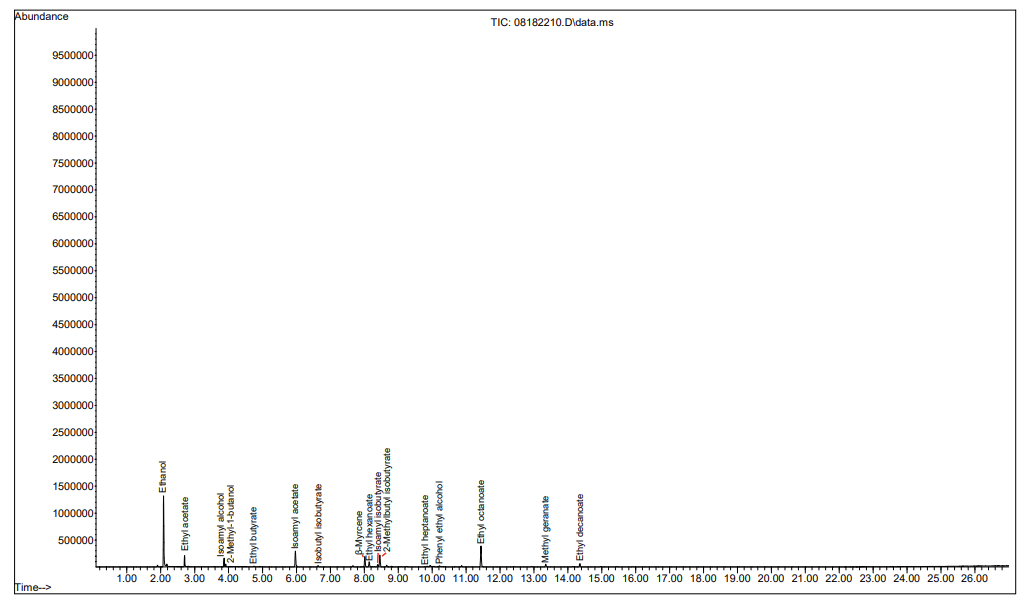 Abundance
TIC: 08182210.D\data.ms
9500000
9000000
8500000
8000000
7500000
7000000
6500000
6000000
5500000
5000000
4500000
4000000
3500000
3000000
2500000
2000000
1500000
1000000
500000
Ethanol
Ethyl acetate
Isoamyl alcohol
2-Methyl-1-butanol
Ethyl butyrate
Isoamyl acetate
Isobutyl isobutyrate
β-Myrcene
Ethyl hexanoate
Isoamyl isobutyrate
2-Methylbutyl isobutyrate
Ethyl heptanoate
Phenyl ethyl alcohol
Ethyl octanoate
Methyl geranate
Ethyl decanoate
1.00 2.00 3.00 4.00 5.00 6.00 7.00 8.00 9.00 10.00 11.00 12.00 13.00 14.00 15.00 16.00 17.00 18.00 19.00 20.00 21.00 22.00 23.00 24.00 25.00 26.00
Time-->